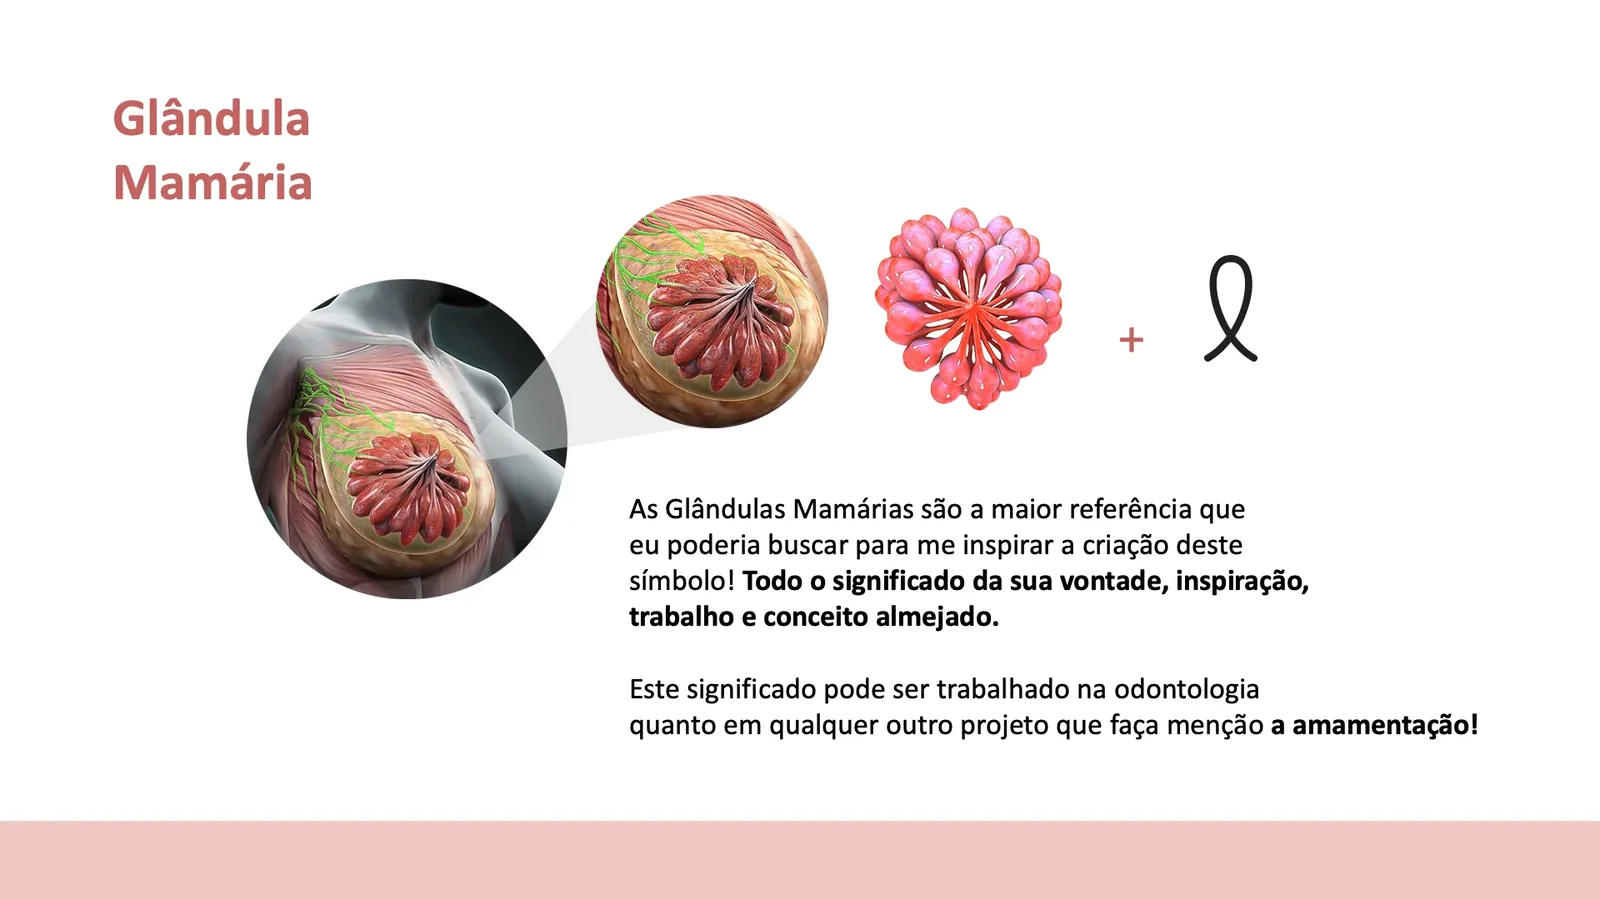 Glândula
Mamária
+
As Glândulas Mamárias são a maior referência que
eu poderia buscar para me inspirar a criação deste
símbolo! Todo o significado da sua vontade, inspiração,
trabalho e conceito almejado.
Este significado pode ser trabalhado na odontologia
quanto em qualquer outro projeto que faça menção a amamentação!